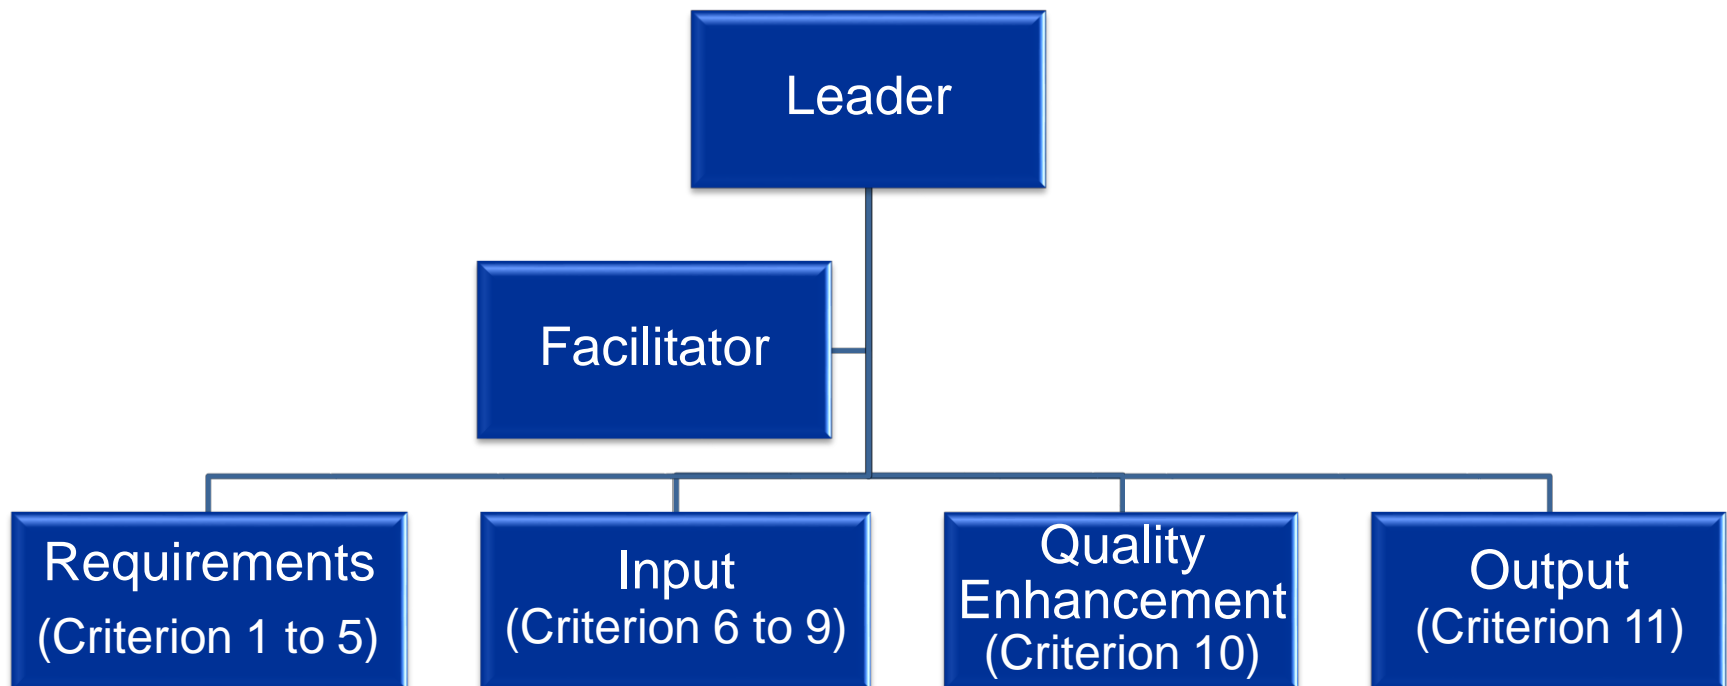 Leader
Facilitator
Requirements
(Criterion 1 to 5)
Input
(Criterion 6 to 9)
Quality
Enhancement
(Criterion 10)
Output
(Criterion 11)